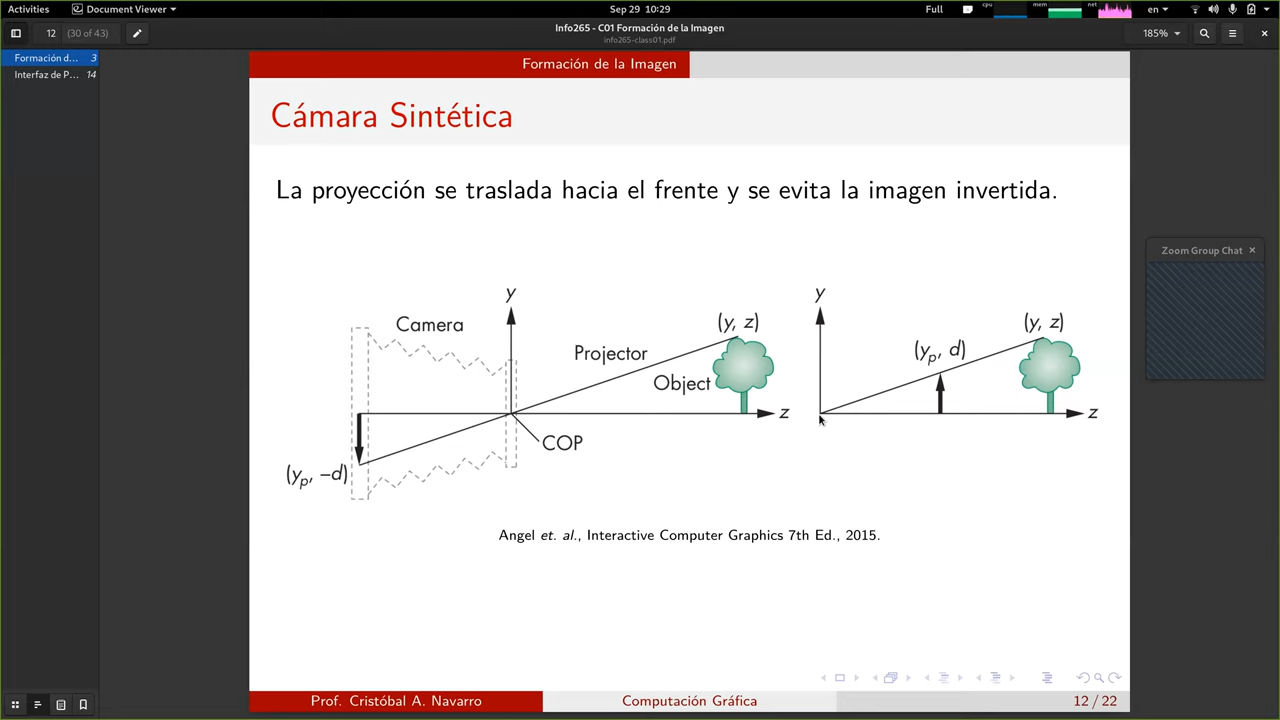 Activities
Document Viewer
Sep 29 10:29
Full
cpu
mem
net
en
12
(30 of 43)
Info265 - C01 Formación de la Imagen
info265-class01.pdf
185%
Formación d... 3
Interfaz de P... 14
Formación de la Imagen
Cámara Sintética
La proyección se traslada hacia el frente y se evita la imagen invertida.
y
Camera
(y, z)
Projector
Object
z
COP
(yp, –d)
y
(y, z)
(yp, d)
z
Angel et. al., Interactive Computer Graphics 7th Ed., 2015.
Zoom Group Chat
Prof. Cristóbal A. Navarro
Computación Gráfica
12 / 22